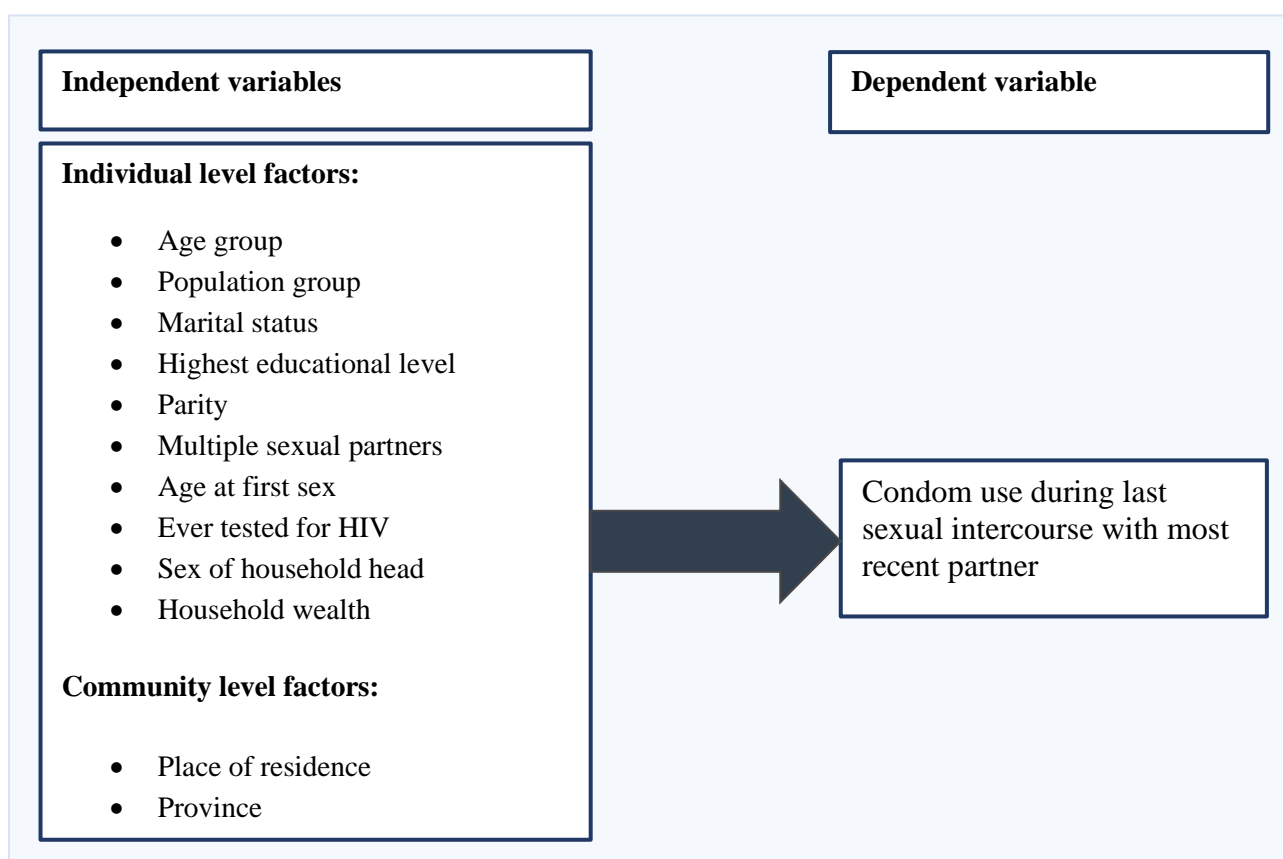 Independent variables
Dependent variable
Individual level factors:
• Age group
• Population group
• Marital status
• Highest educational level
• Parity
• Multiple sexual partners
• Age at first sex
• Ever tested for HIV
• Sex of household head
• Household wealth
Community level factors:
• Place of residence
• Province
Condom use during last
sexual intercourse with most
recent partner